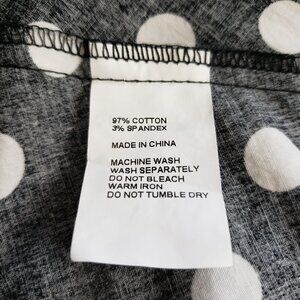 97% COTTON
3% SPANDEX
MADE IN CHINA
MACHINE WASH
WASH SEPARATELY
DO NOT BLEACH
WARM IRON
DO NOT TUMBLE DRY